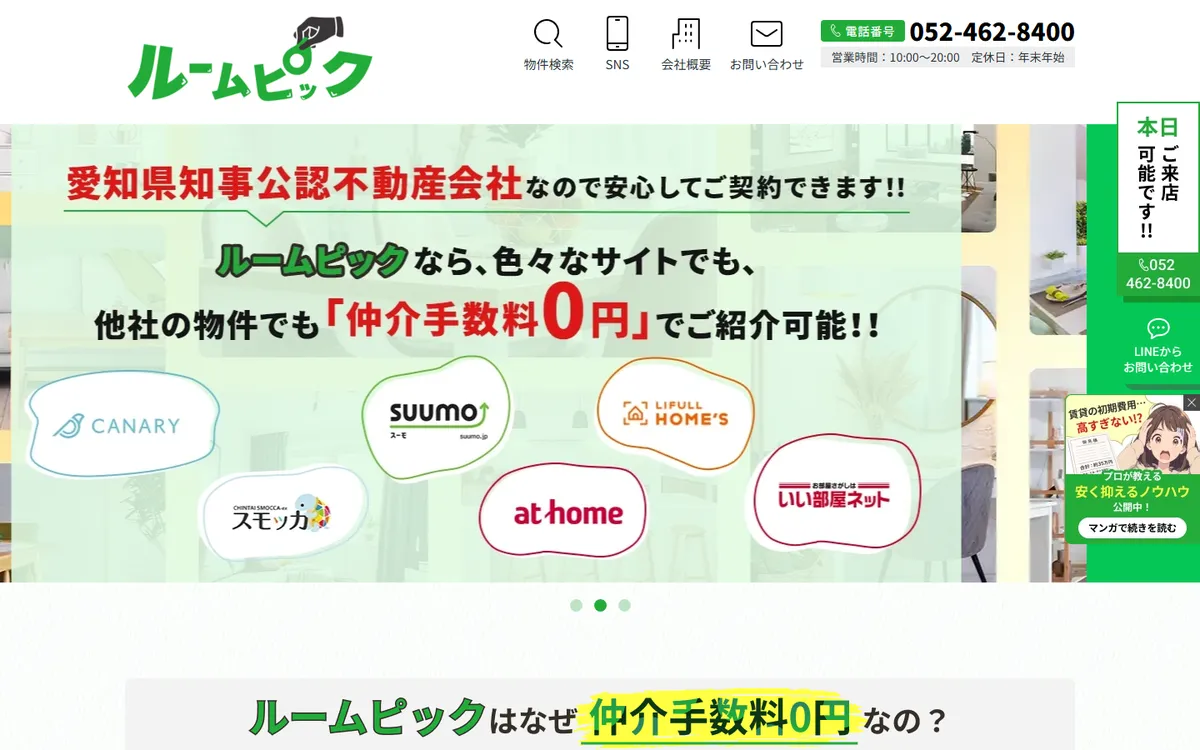 ルームピック
物件検索
SNS
会社概要
お問い合わせ
電話番号 052-462-8400
営業時間：10:00～20:00 定休日：年末年始
愛知県知事公認不動産会社なので安心してご契約できます!!
ルームピックなら、色々なサイトでも、
他社の物件でも「仲介手数料0円」でご紹介可能!!
CANARY
SUUMO
スーモ
suumo.jp
LIFULL
HOME'S
CHINTAI SMOCCA
スモッカ
at home
お部屋さがしは
いい部屋ネット
本日
ご来店
可能です!!
052
462-8400
LINEから
お問い合わせ
賃貸の初期費用…
高すぎない!?
プロが教える
安く抑えるノウハウ
公開中！
マンガで続きを読む
ルームピックはなぜ 仲介手数料0円 なの？